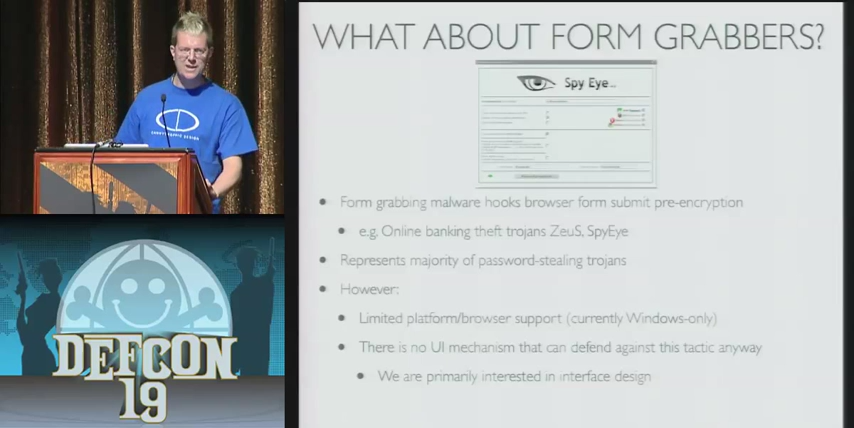 WHAT ABOUT FORM GRABBERS?
Spy Eye
• Form grabbing malware hooks browser form submit pre-encryption
• e.g. Online banking theft trojans ZeuS, SpyEye
• Represents majority of password-stealing trojans
• However:
• Limited platform/browser support (currently Windows-only)
• There is no UI mechanism that can defend against this tactic anyway
• We are primarily interested in interface design
DEFCON
19